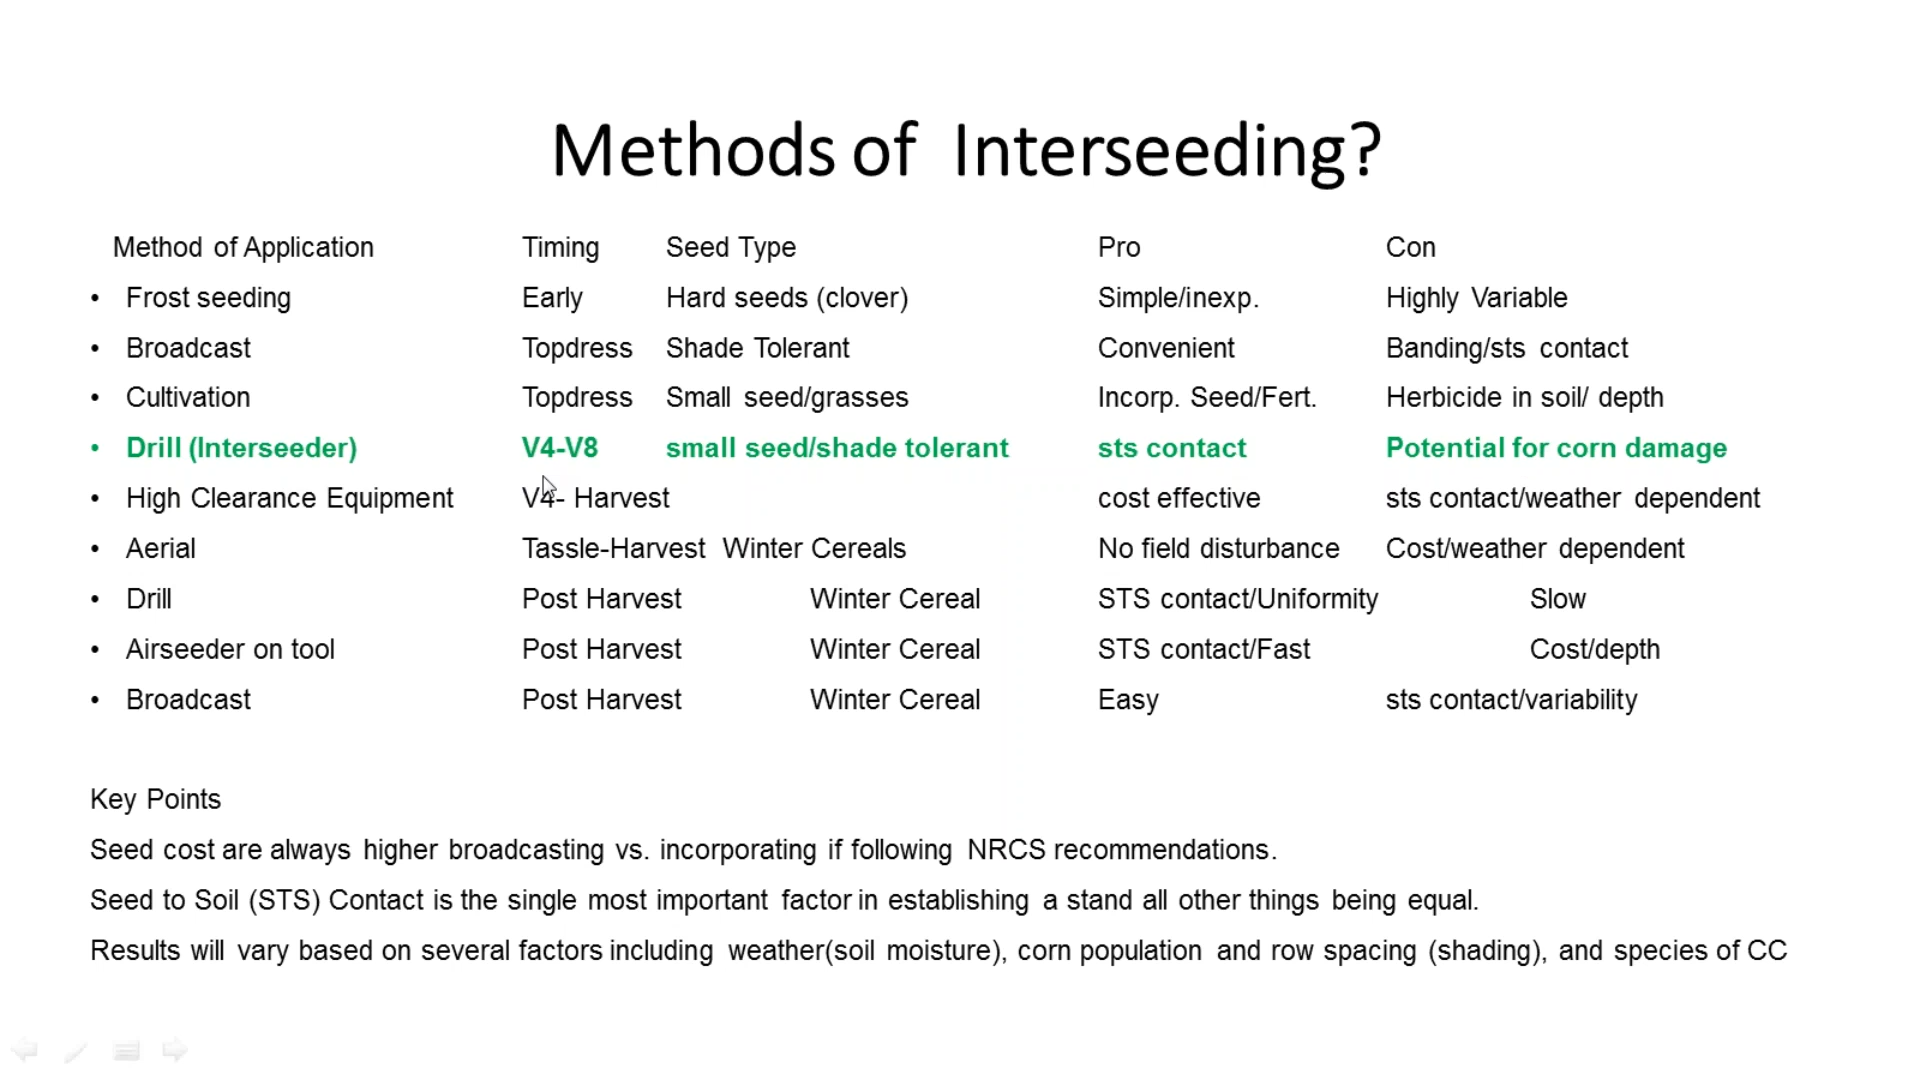 Methods of Interseeding?
Method of Application Timing Seed Type Pro Con
• Frost seeding Early Hard seeds (clover) Simple/inexp. Highly Variable
• Broadcast Topdress Shade Tolerant Convenient Banding/sts contact
• Cultivation Topdress Small seed/grasses Incorp. Seed/Fert. Herbicide in soil/ depth
• Drill (Interseeder) V4-V8 small seed/shade tolerant sts contact Potential for corn damage
• High Clearance Equipment V4- Harvest cost effective sts contact/weather dependent
• Aerial Tassle-Harvest Winter Cereals No field disturbance Cost/weather dependent
• Drill Post Harvest Winter Cereal STS contact/Uniformity Slow
• Airseeder on tool Post Harvest Winter Cereal STS contact/Fast Cost/depth
• Broadcast Post Harvest Winter Cereal Easy sts contact/variability
Key Points
Seed cost are always higher broadcasting vs. incorporating if following NRCS recommendations.
Seed to Soil (STS) Contact is the single most important factor in establishing a stand all other things being equal.
Results will vary based on several factors including weather(soil moisture), corn population and row spacing (shading), and species of CC